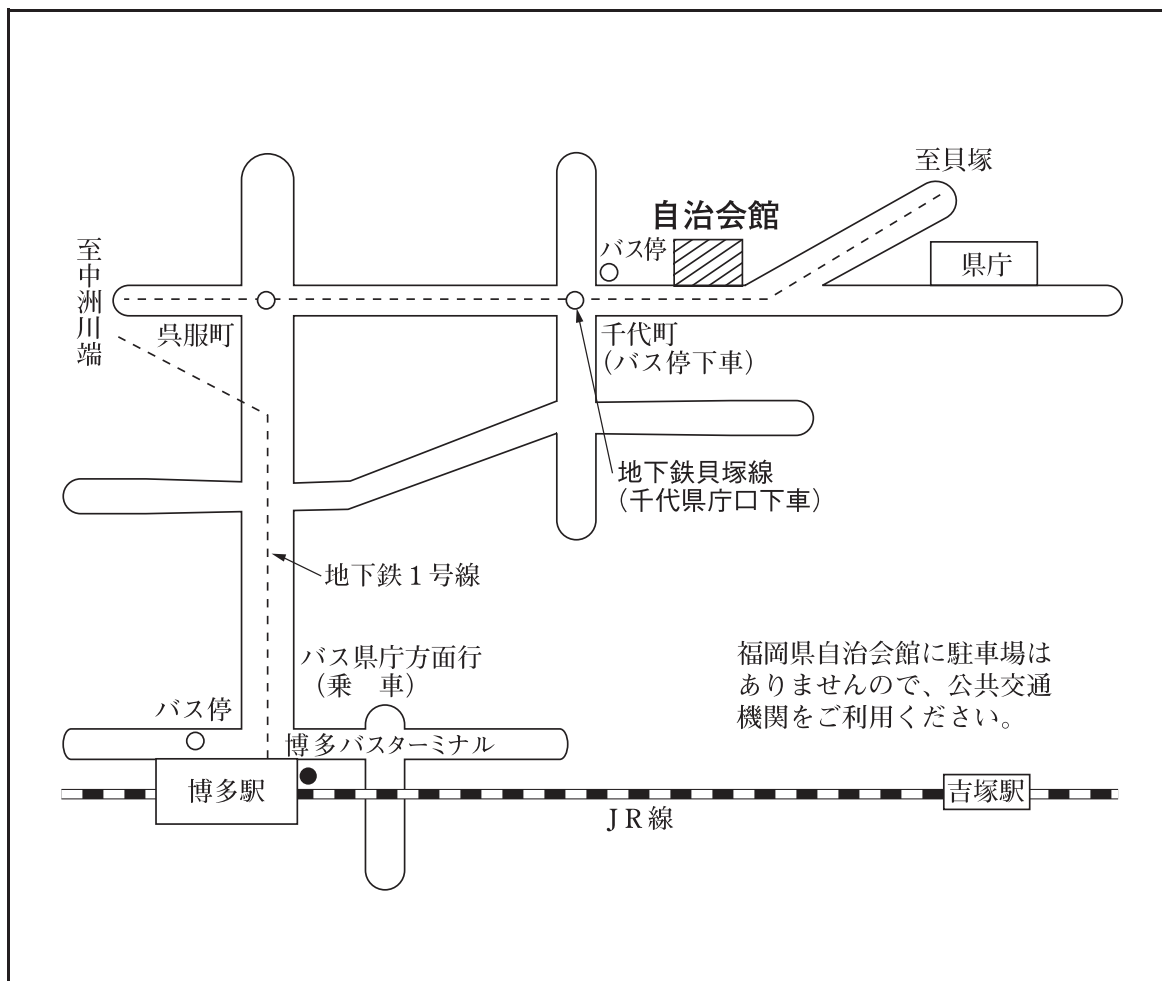 至貝塚
自治会館
バス停
県庁
至中洲川端
呉服町
千代町
（バス停下車）
地下鉄貝塚線
（千代県庁口下車）
地下鉄１号線
バス県庁方面行
（乗　車）
福岡県自治会館に駐車場は
ありませんので、公共交通
機関をご利用ください。
バス停
博多バスターミナル
博多駅
吉塚駅
ＪＲ線